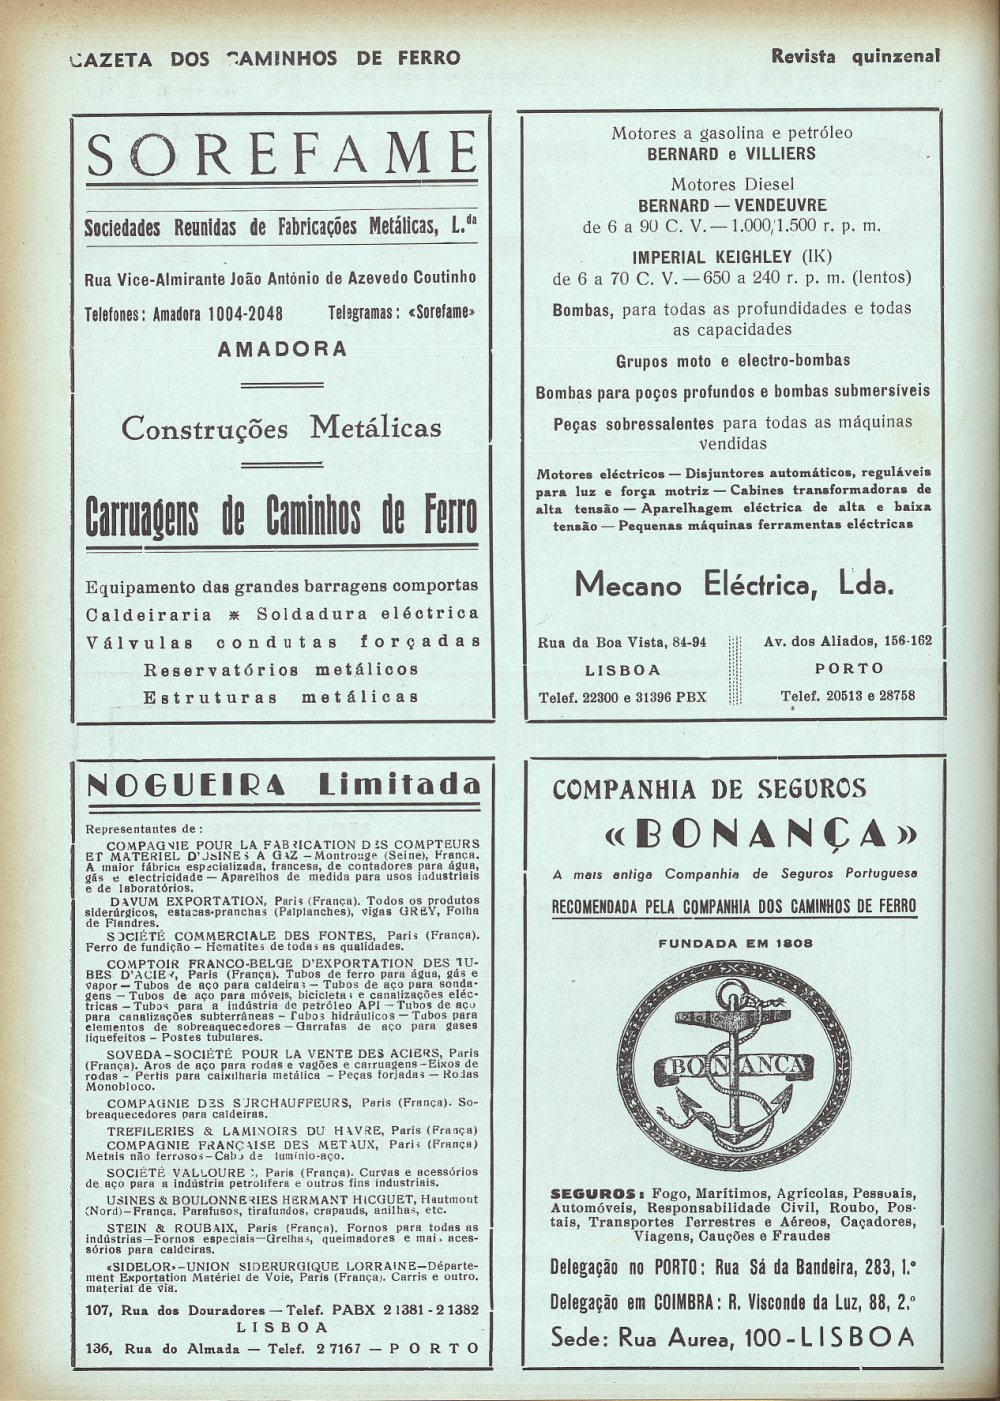 GAZETA DOS CAMINHOS DE FERRO
Revista quinzenal
SOREFAME
Sociedades Reunidas de Fabricações Metálicas, L.da
Rua Vice-Almirante João António de Azevedo Coutinho
Telefones: Amadora 1004-2048 Telegramas: «Sorefame»
AMADORA
Construções Metálicas
Carruagens de Caminhos de Ferro
Equipamento das grandes barragens comportas
Caldeiraria * Soldadura eléctrica
Válvulas condutas forçadas
Reservatórios metálicos
Estruturas metálicas
Motores a gasolina e petróleo
BERNARD e VILLIERS
Motores Diesel
BERNARD — VENDEUVRE
de 6 a 90 C. V. — 1.000/1.500 r. p. m.
IMPERIAL KEIGHLEY (IK)
de 6 a 70 C. V. — 650 a 240 r. p. m. (lentos)
Bombas, para todas as profundidades e todas
as capacidades
Grupos moto e electro-bombas
Bombas para poços profundos e bombas submersíveis
Peças sobressalentes para todas as máquinas
vendidas
Motores eléctricos — Disjuntores automáticos, reguláveis
para luz e força motriz — Cabines transformadoras de
alta tensão — Aparelhagem eléctrica de alta e baixa
tensão — Pequenas máquinas ferramentas eléctricas
Mecano Eléctrica, Lda.
Rua da Boa Vista, 84-94
LISBOA
Telef. 22300 e 31396 PBX
Av. dos Aliados, 156-162
PORTO
Telef. 20513 e 28758
NOGUEIRA Limitada
Representantes de:
COMPAGNIE POUR LA FABRICATION DES COMPTEURS
ET MATERIEL D'USINES A GAZ — Montrouge (Seine), França.
A maior fábrica especializada, francesa, de contadores para água,
gás e electricidade — Aparelhos de medida para usos industriais
e de laboratórios.
DAVUM EXPORTATION, Paris (França). Todos os produtos
siderúrgicos, estacas-pranchas (Palplanches), vigas GREY, Folha
de Flandres.
SOCIÉTÉ COMMERCIALE DES FONTES, Paris (França).
Ferro de fundição — Hematites de todas as qualidades.
COMPTOIR FRANCO-BELGE D'EXPORTATION DES TU-
BES D'ACIER, Paris (França). Tubos de ferro para água, gás e
vapor — Tubos de aço para caldeiras — Tubos de aço para sonda-
gens — Tubos de aço para móveis, bicicletas e canalizações eléc-
tricas — Tubos para a indústria de petróleo API — Tubos de aço
para canalizações subterrâneas — Tubos hidráulicos — Tubos para
elementos de sobreaquecedores — Garrafas de aço para gases
liquefeitos — Postes tubulares.
SOVEDA — SOCIÉTÉ POUR LA VENTE DES ACIERS, Paris
(França). Aros de aço para rodas e vagões e carruagens — Eixos de
rodas — Perfis para caixilharia metálica — Peças forjadas — Rodas
Monobloco.
COMPAGNIE DES SURCHAUFFEURS, Paris (França). So-
breaquecedores para caldeiras.
TREFILERIES & LAMINOIRS DU HAVRE, Paris (França)
COMPAGNIE FRANÇAISE DES METAUX, Paris (França)
Metais não ferrosos — Cabo de lumínio-aço.
SOCIÉTÉ VALLOUREC, Paris (França). Curvas e acessórios
de aço para a indústria petrolífera e outros fins industriais.
USINES & BOULONNERIES HERMANT HICGUET, Hautmont
(Nord) — França. Parafusos, tirafundos, crapauds, anilhas, etc.
STEIN & ROUBAIX, Paris (França). Fornos para todas as
indústrias — Fornos especiais — Grelhas, queimadores e mais aces-
sórios para caldeiras.
«SIDELOR» — UNION SIDERURGIQUE LORRAINE — Départe-
ment Exportation Matériel de Voie, Paris (França). Carris e outro.
material de via.
107, Rua dos Douradores — Telef. PABX 2 1381 - 2 1382
LISBOA
136, Rua do Almada — Telef. 2 7167 — PORTO
COMPANHIA DE SEGUROS
«BONANÇA»
A mais antiga Companhia de Seguros Portuguesa
RECOMENDADA PELA COMPANHIA DOS CAMINHOS DE FERRO
FUNDADA EM 1808
BONANÇA
SEGUROS: Fogo, Marítimos, Agrícolas, Pessoais,
Automóveis, Responsabilidade Civil, Roubo, Pos-
tais, Transportes Terrestres e Aéreos, Caçadores,
Viagens, Cauções e Fraudes
Delegação no PORTO: Rua Sá da Bandeira, 283, 1.º
Delegação em COIMBRA: R. Visconde da Luz, 88, 2.º
Sede: Rua Aurea, 100 - LISBOA